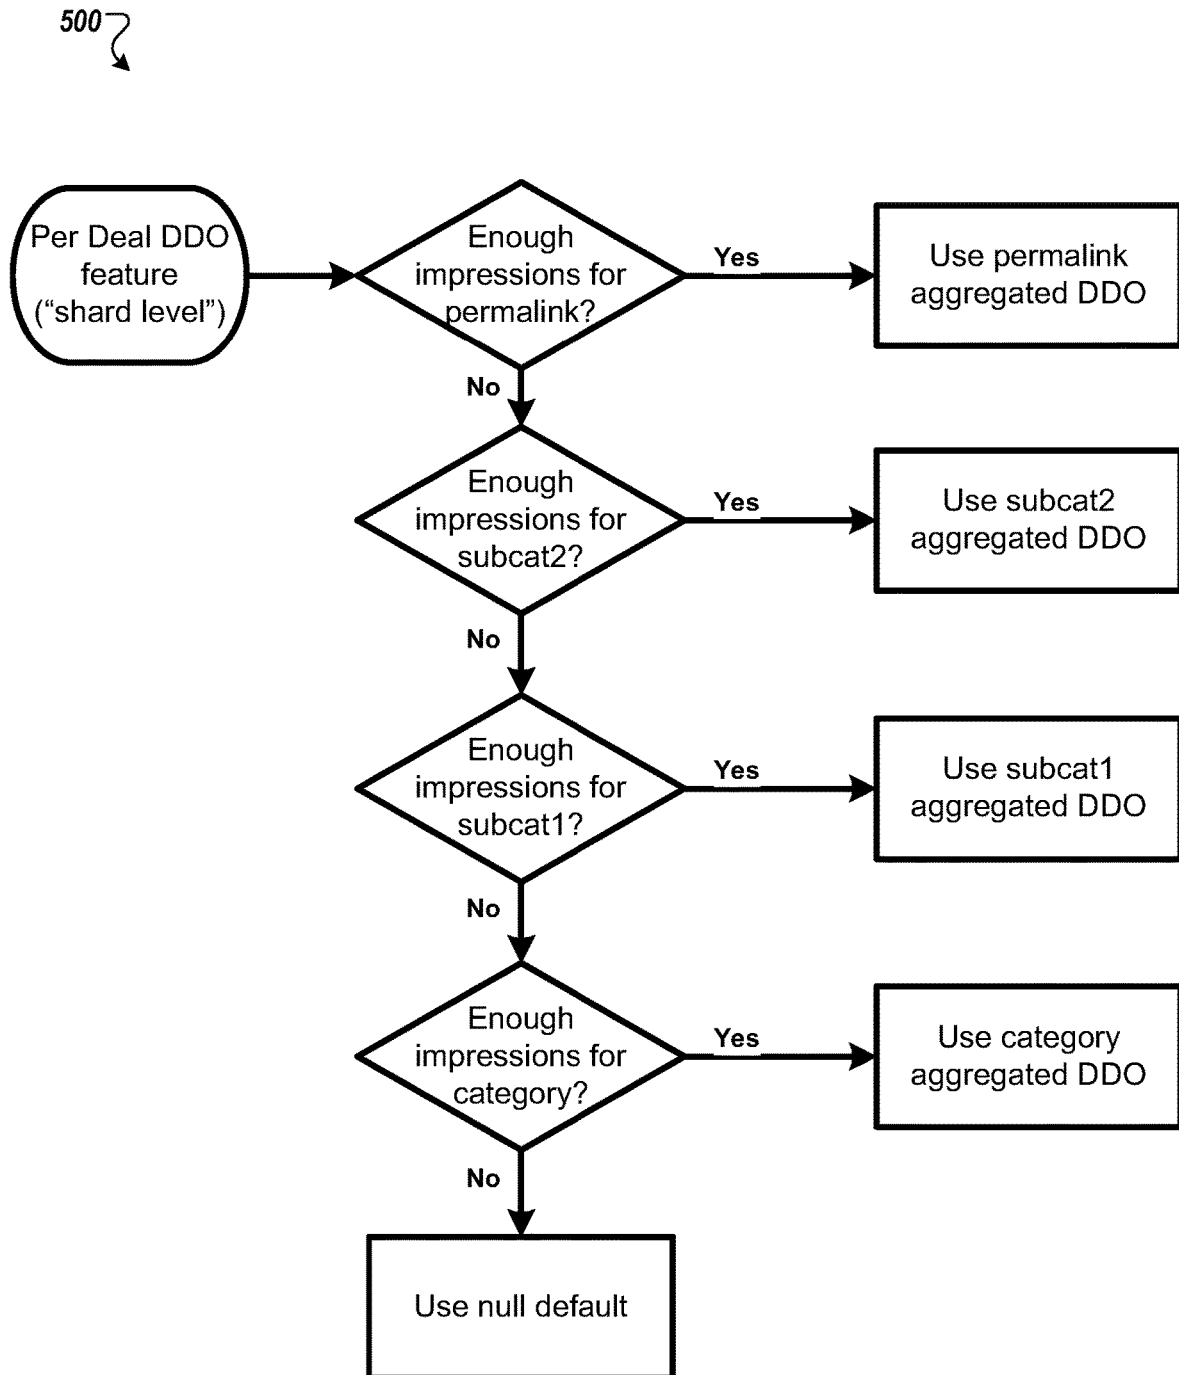 500
Per Deal DDO
feature
(“shard level”)
Enough
impressions for
permalink?
Yes
Use permalink
aggregated DDO
No
Enough
impressions for
subcat2?
Yes
Use subcat2
aggregated DDO
No
Enough
impressions for
subcat1?
Yes
Use subcat1
aggregated DDO
No
Enough
impressions for
category?
Yes
Use category
aggregated DDO
No
Use null default